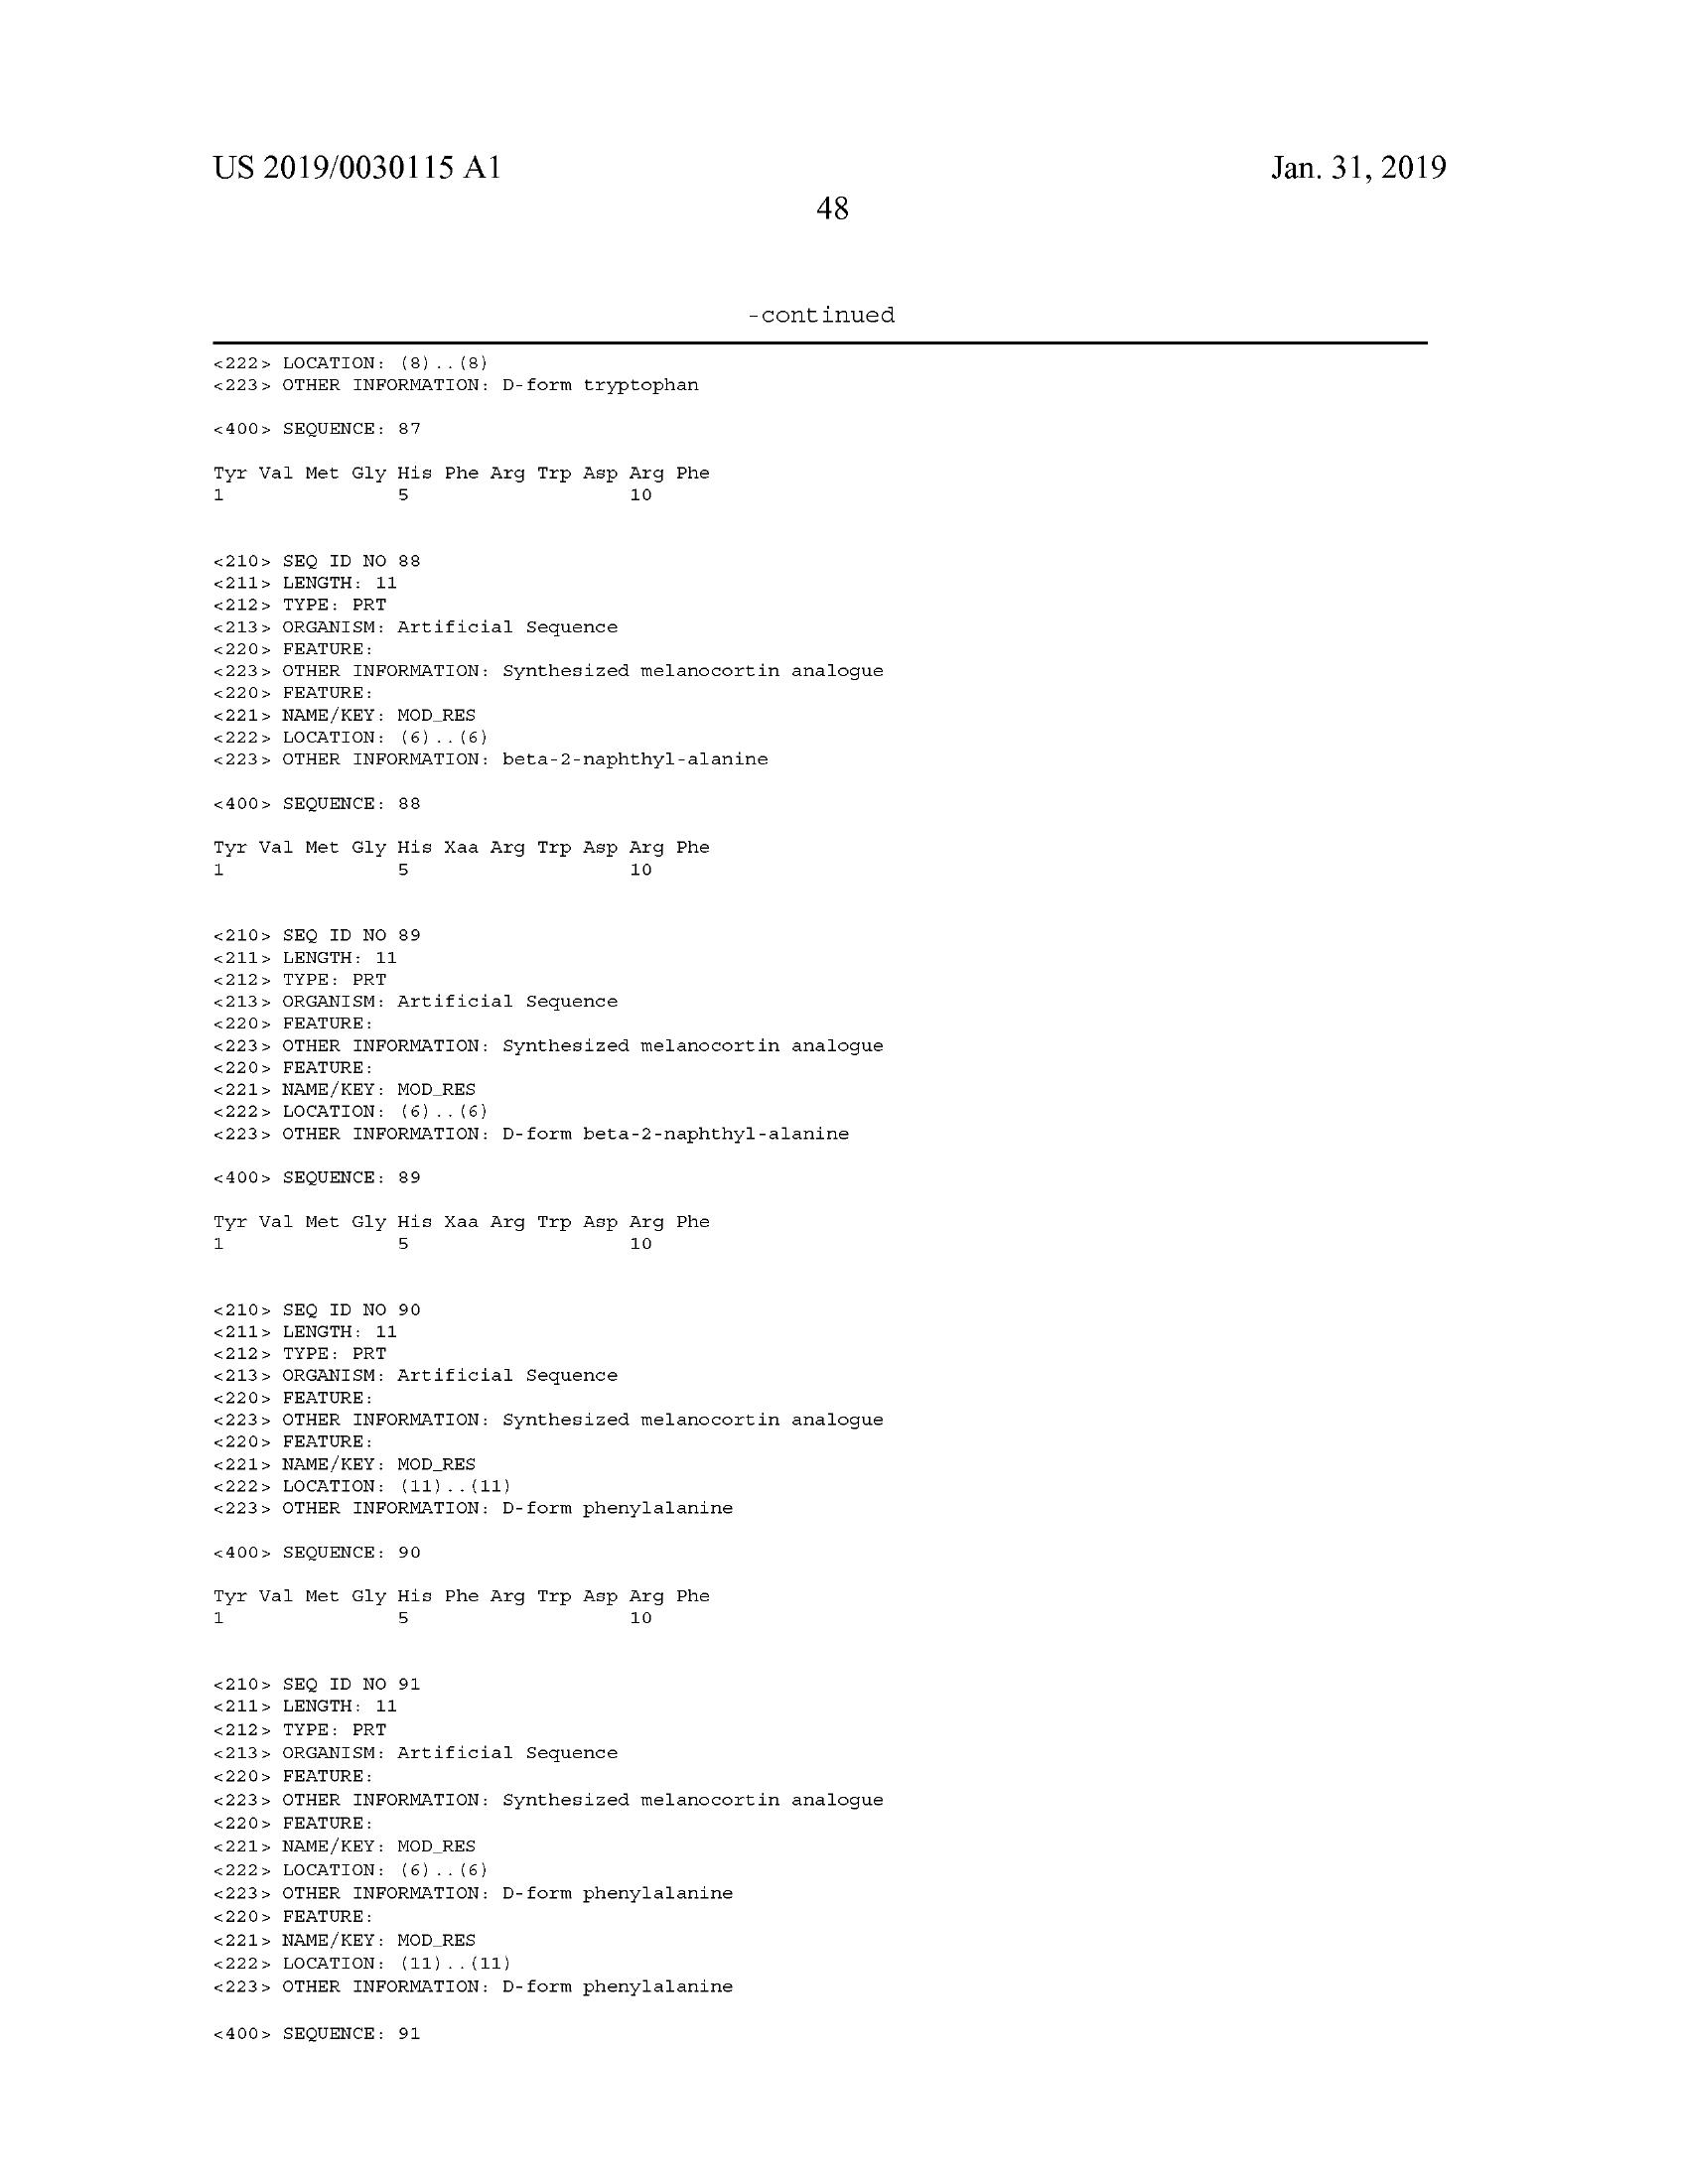 US 2019/0030115 A1
Jan. 31, 2019
48
-continued
<222> LOCATION: (8)..(8)
<223> OTHER INFORMATION: D-form tryptophan
<400> SEQUENCE: 87
Tyr Val Met Gly His Phe Arg Trp Asp Arg Phe
1 5 10
<210> SEQ ID NO 88
<211> LENGTH: 11
<212> TYPE: PRT
<213> ORGANISM: Artificial Sequence
<220> FEATURE:
<223> OTHER INFORMATION: Synthesized melanocortin analogue
<220> FEATURE:
<221> NAME/KEY: MOD_RES
<222> LOCATION: (6)..(6)
<223> OTHER INFORMATION: beta-2-naphthyl-alanine
<400> SEQUENCE: 88
Tyr Val Met Gly His Xaa Arg Trp Asp Arg Phe
1 5 10
<210> SEQ ID NO 89
<211> LENGTH: 11
<212> TYPE: PRT
<213> ORGANISM: Artificial Sequence
<220> FEATURE:
<223> OTHER INFORMATION: Synthesized melanocortin analogue
<220> FEATURE:
<221> NAME/KEY: MOD_RES
<222> LOCATION: (6)..(6)
<223> OTHER INFORMATION: D-form beta-2-naphthyl-alanine
<400> SEQUENCE: 89
Tyr Val Met Gly His Xaa Arg Trp Asp Arg Phe
1 5 10
<210> SEQ ID NO 90
<211> LENGTH: 11
<212> TYPE: PRT
<213> ORGANISM: Artificial Sequence
<220> FEATURE:
<223> OTHER INFORMATION: Synthesized melanocortin analogue
<220> FEATURE:
<221> NAME/KEY: MOD_RES
<222> LOCATION: (11)..(11)
<223> OTHER INFORMATION: D-form phenylalanine
<400> SEQUENCE: 90
Tyr Val Met Gly His Phe Arg Trp Asp Arg Phe
1 5 10
<210> SEQ ID NO 91
<211> LENGTH: 11
<212> TYPE: PRT
<213> ORGANISM: Artificial Sequence
<220> FEATURE:
<223> OTHER INFORMATION: Synthesized melanocortin analogue
<220> FEATURE:
<221> NAME/KEY: MOD_RES
<222> LOCATION: (6)..(6)
<223> OTHER INFORMATION: D-form phenylalanine
<220> FEATURE:
<221> NAME/KEY: MOD_RES
<222> LOCATION: (11)..(11)
<223> OTHER INFORMATION: D-form phenylalanine
<400> SEQUENCE: 91